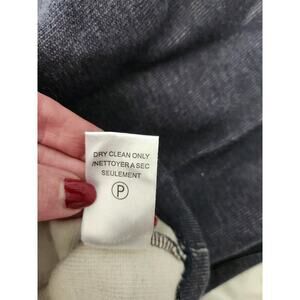 DRY CLEAN ONLY
/NETTOYER A SEC
SEULEMENT
P